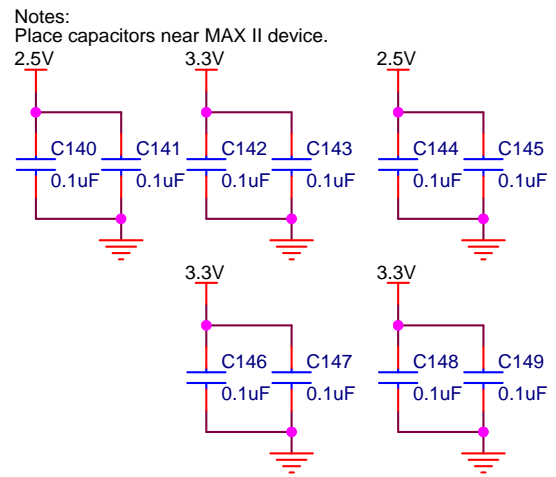 Notes:
Place capacitors near MAX II device.
2.5V 3.3V 2.5V
C140 C141 C142 C143 C144 C145
0.1uF 0.1uF 0.1uF 0.1uF 0.1uF 0.1uF
3.3V 3.3V
C146 C147 C148 C149
0.1uF 0.1uF 0.1uF 0.1uF